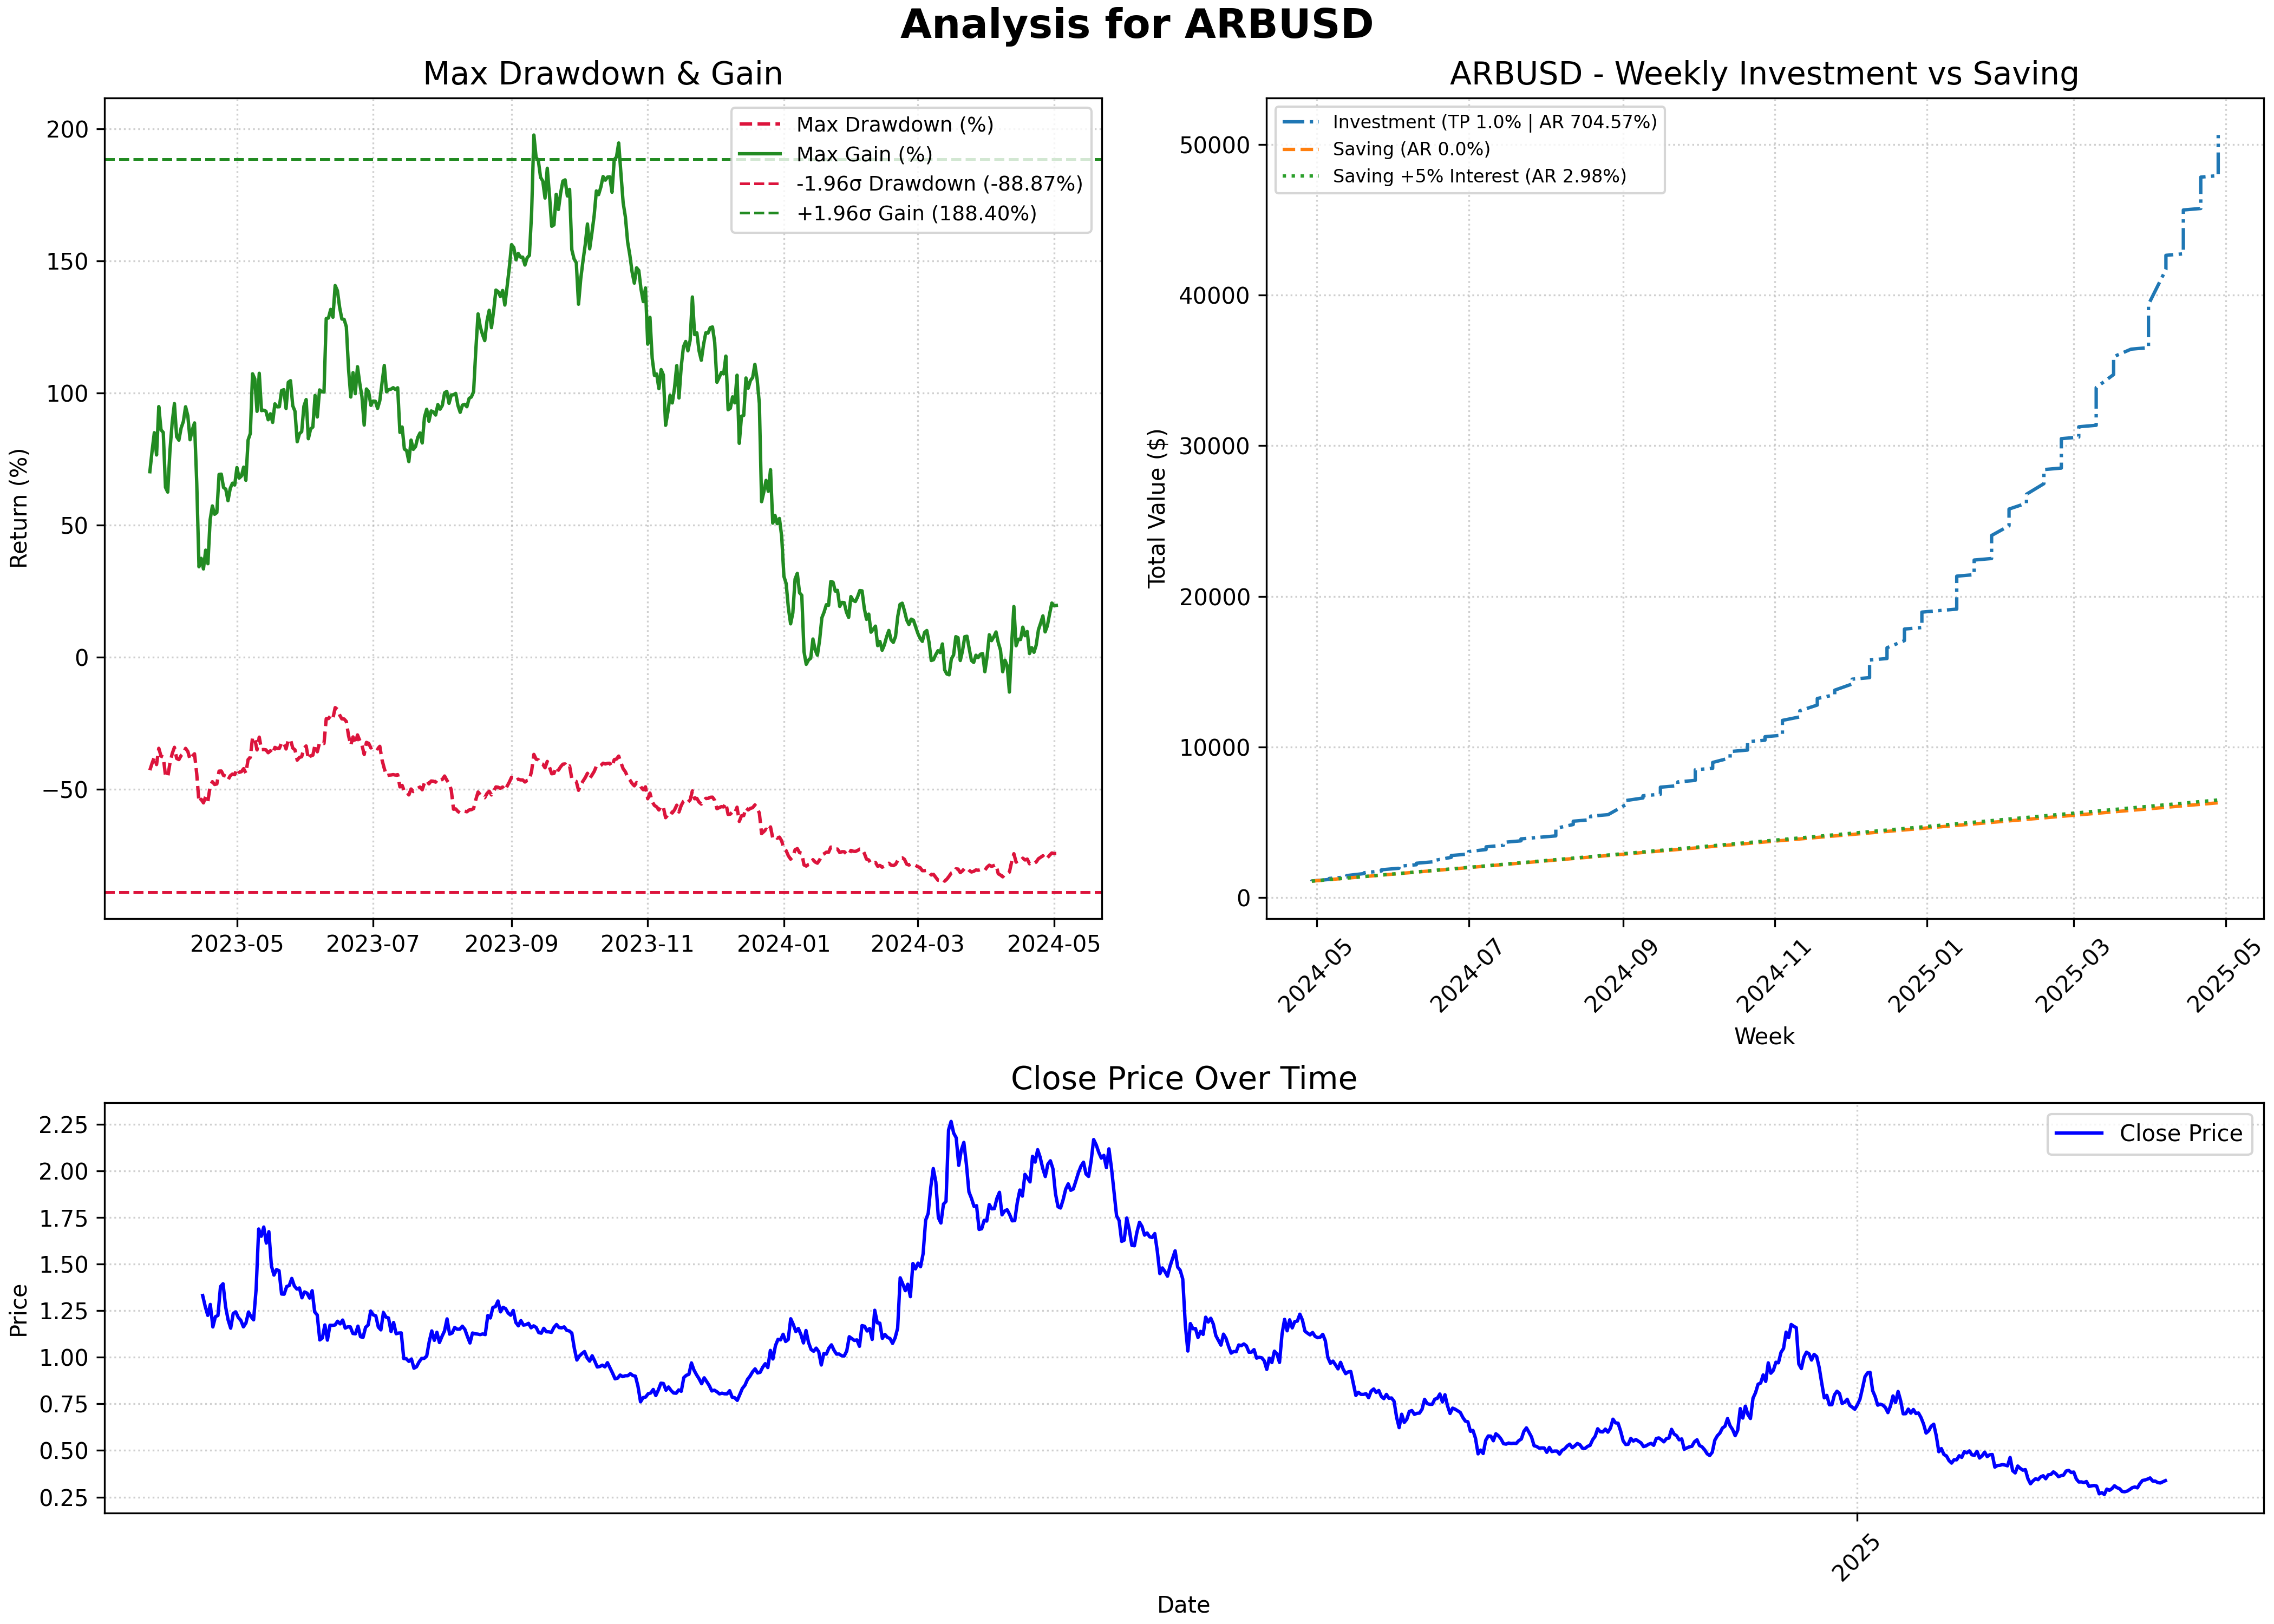 Analysis for ARBUSD
Max Drawdown & Gain
Return (%)
200
150
100
50
0
−50
2023-05
2023-07
2023-09
2023-11
2024-01
2024-03
2024-05
Max Drawdown (%)
Max Gain (%)
-1.96σ Drawdown (-88.87%)
+1.96σ Gain (188.40%)
ARBUSD - Weekly Investment vs Saving
Total Value ($)
50000
40000
30000
20000
10000
0
Investment (TP 1.0% | AR 704.57%)
Saving (AR 0.0%)
Saving +5% Interest (AR 2.98%)
2024-05
2024-07
2024-09
2024-11
2025-01
2025-03
2025-05
Week
Close Price Over Time
Price
2.25
2.00
1.75
1.50
1.25
1.00
0.75
0.50
0.25
Close Price
2025
Date